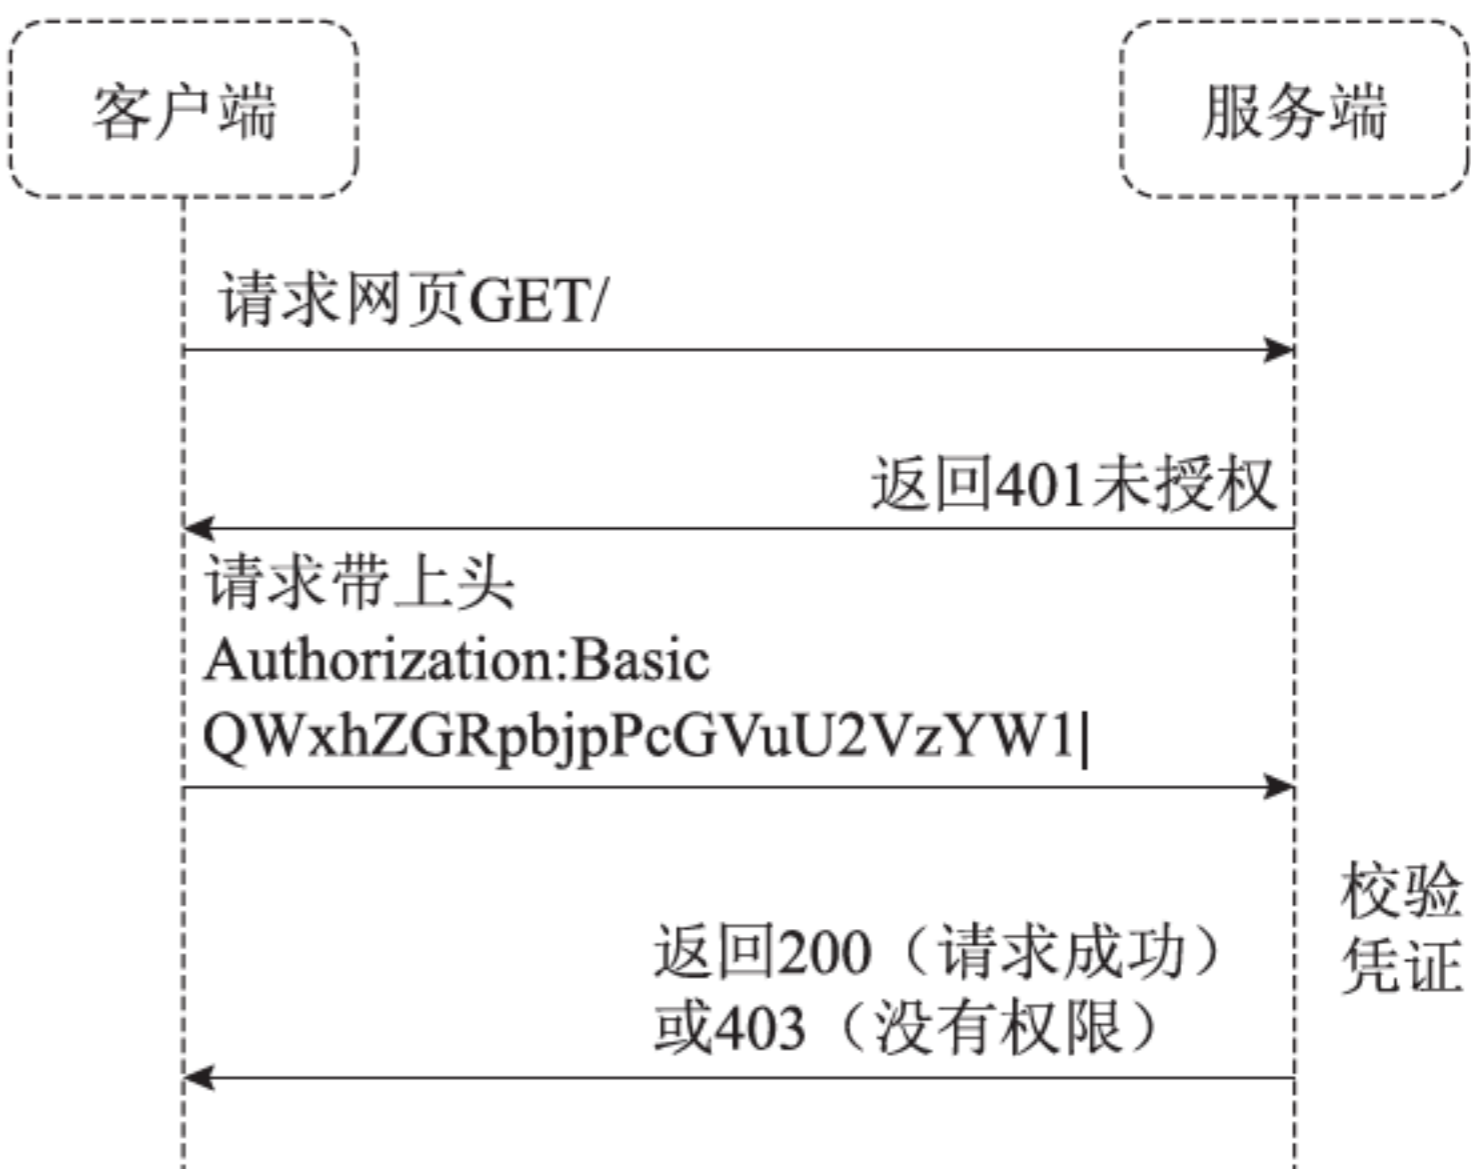 客户端
服务端
请求网页GET/
返回401未授权
请求带上头
Authorization:Basic
QWxhZGRpbjpPcGVuU2VzYW1|
校验
凭证
返回200（请求成功）
或403（没有权限）